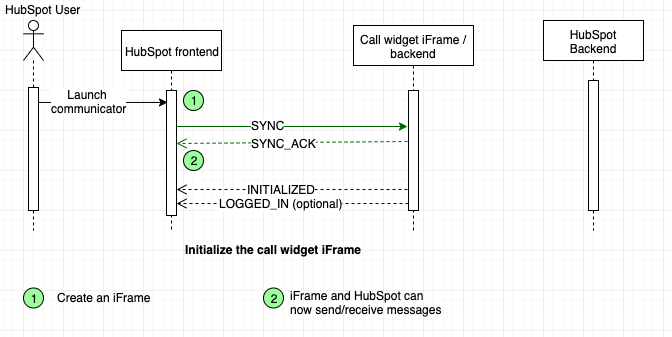 HubSpot User
HubSpot frontend
Call widget iFrame /
backend
HubSpot
Backend
Launch
communicator
1
SYNC
SYNC_ACK
2
INITIALIZED
LOGGED_IN (optional)
Initialize the call widget iFrame
1
Create an iFrame
2
iFrame and HubSpot can
now send/receive messages